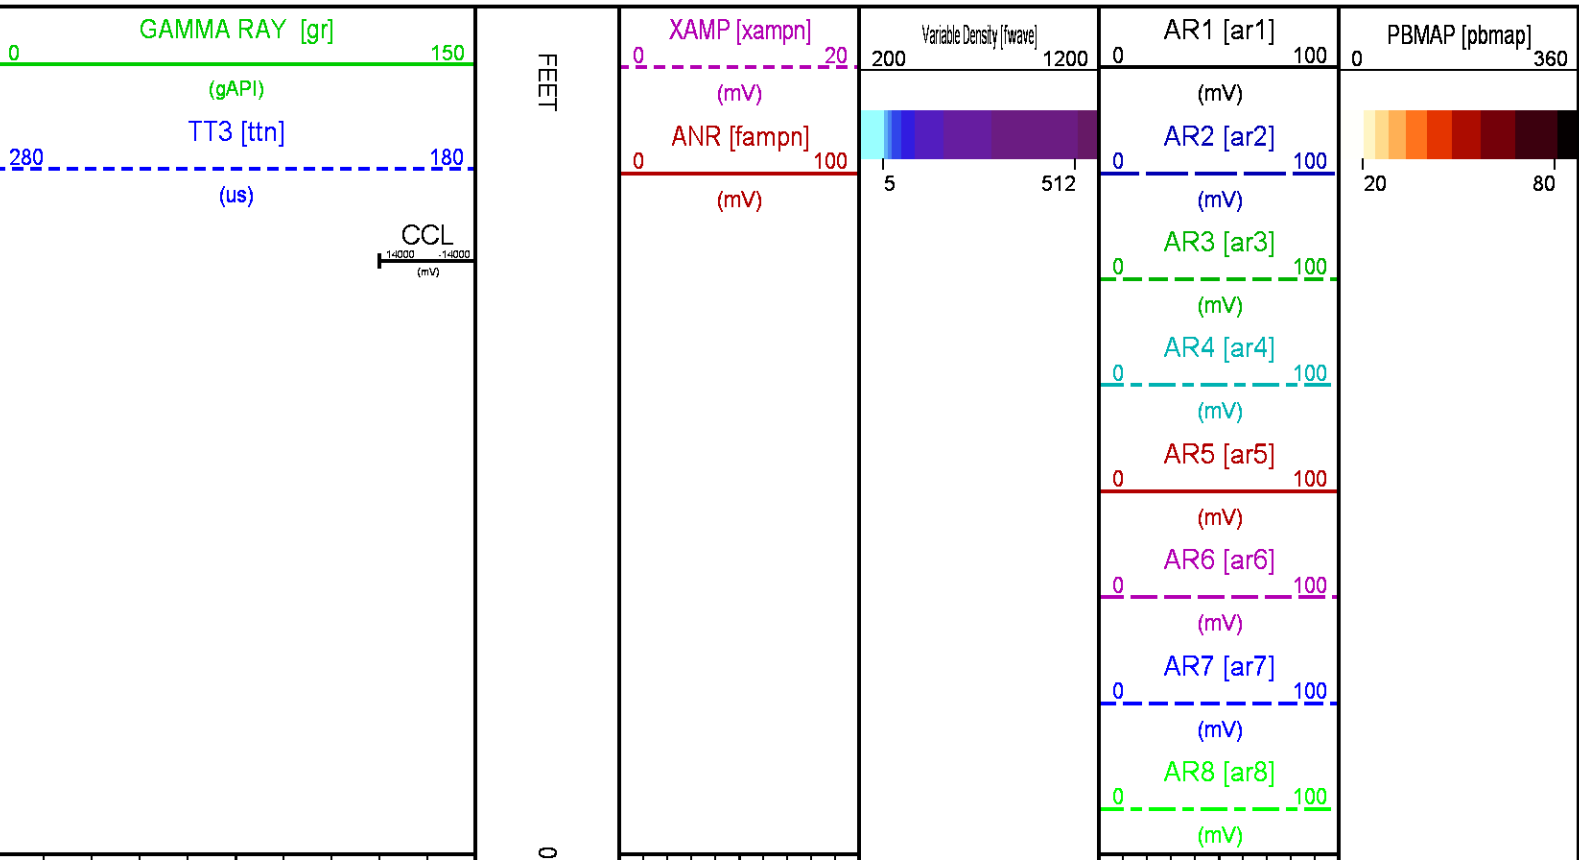 GAMMA RAY [gr]
0 150
(gAPI)
TT3 [ttn]
280 180
(us)
CCL
14000 -14000
(mV)
FEET
0
XAMP [xampn]
0 20
(mV)
ANR [fampn]
0 100
(mV)
Variable Density [fwave]
200 1200
5 512
AR1 [ar1]
0 100
(mV)
AR2 [ar2]
0 100
(mV)
AR3 [ar3]
0 100
(mV)
AR4 [ar4]
0 100
(mV)
AR5 [ar5]
0 100
(mV)
AR6 [ar6]
0 100
(mV)
AR7 [ar7]
0 100
(mV)
AR8 [ar8]
0 100
(mV)
PBMAP [pbmap]
0 360
20 80